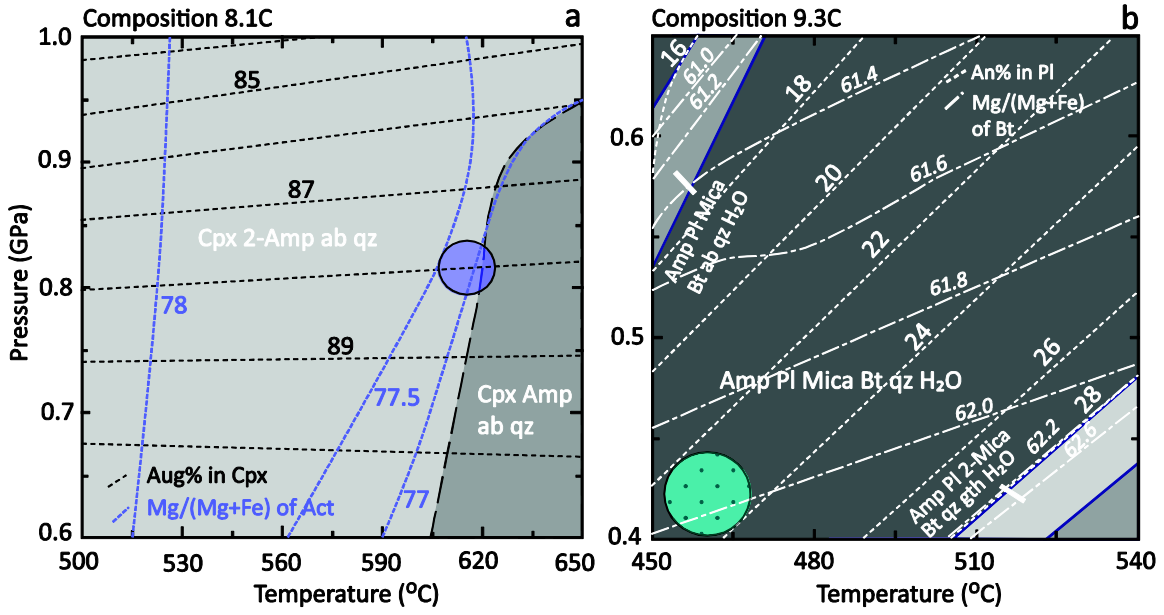 Composition 8.1C
a
Pressure (GPa)
1.0
0.9
0.8
0.7
0.6
85
87
Cpx 2-Amp ab qz
78
89
77.5
Cpx Amp
ab qz
Aug% in Cpx
Mg/(Mg+Fe) of Act
77
500
530
560
590
620
650
Temperature (°C)
Composition 9.3C
b
0.6
0.5
0.4
16
61.0
61.2
18
61.4
An% in Pl
Mg/(Mg+Fe)
of Bt
20
61.6
Amp Pl Mica
Bt ab qz H₂O
22
61.8
24
26
Amp Pl Mica Bt qz H₂O
62.0
28
62.2
62.6
Amp Pl 2-Mica
Bt qz gth H₂O
450
480
510
540
Temperature (°C)